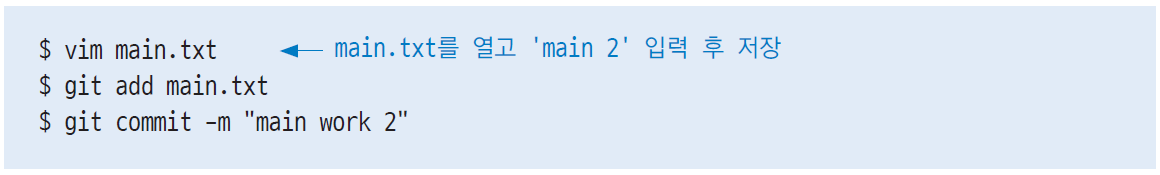 $ vim main.txt ← main.txt를 열고 'main 2' 입력 후 저장
$ git add main.txt
$ git commit –m "main work 2"